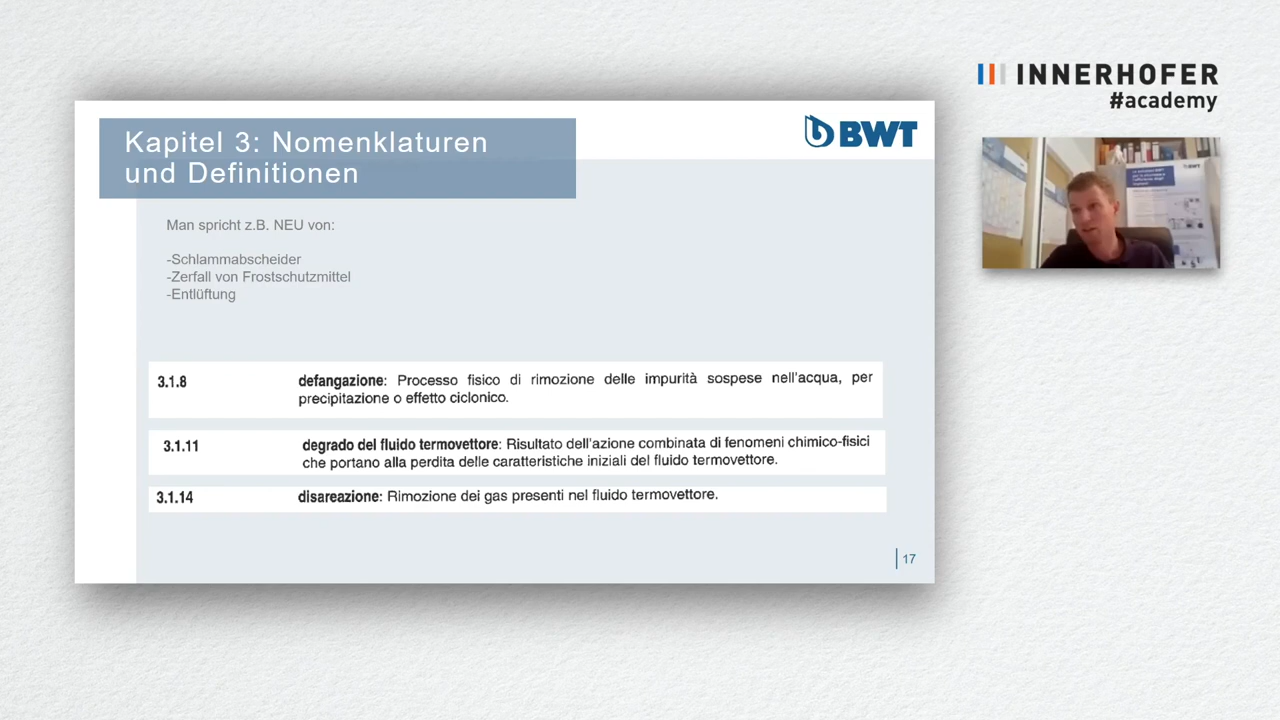 INNERHOFER
#academy
BWT
Kapitel 3: Nomenklaturen
und Definitionen
Man spricht z.B. NEU von:
-Schlammabscheider
-Zerfall von Frostschutzmittel
-Entlüftung
3.1.8 defangazione: Processo fisico di rimozione delle impurità sospese nell'acqua, per
precipitazione o effetto ciclonico.
3.1.11 degrado del fluido termovettore: Risultato dell'azione combinata di fenomeni chimico-fisici
che portano alla perdita delle caratteristiche iniziali del fluido termovettore.
3.1.14 disareazione: Rimozione dei gas presenti nel fluido termovettore.
17
BWT